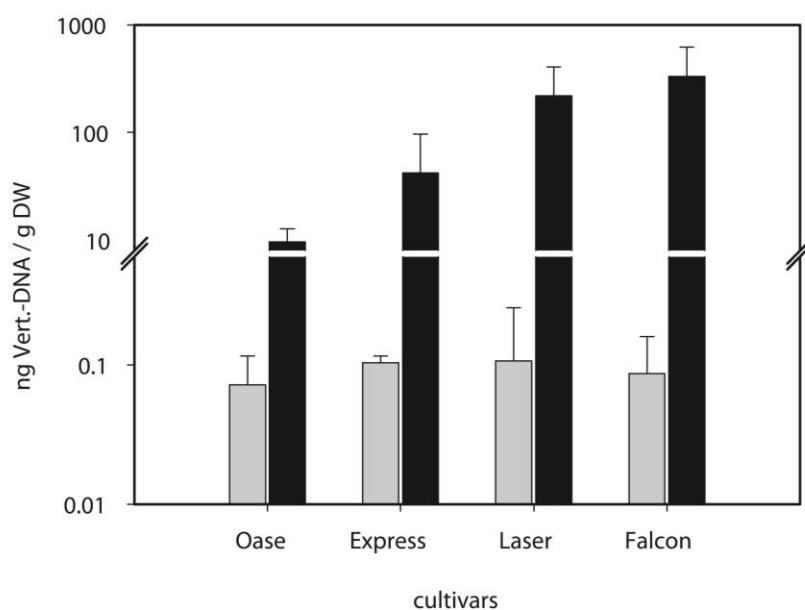 1000
100
10
0.1
0.01
ng Vert.-DNA / g DW
Oase Express Laser Falcon
cultivars